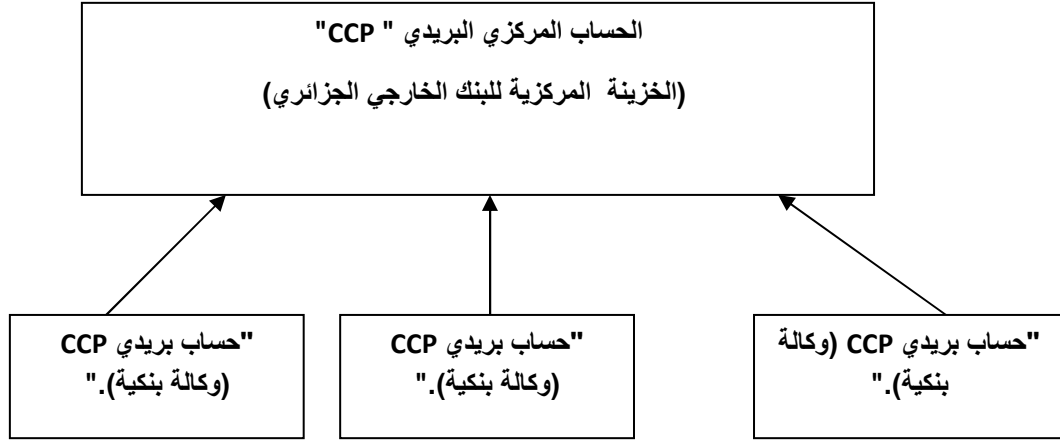 الحساب المركزي البريدي " CCP"
(الخزينة المركزية للبنك الخارجي الجزائري)
"حساب بريدي CCP (وكالة
بنكية)."
"حساب بريدي CCP
(وكالة بنكية)."
"حساب بريدي CCP
(وكالة بنكية)."